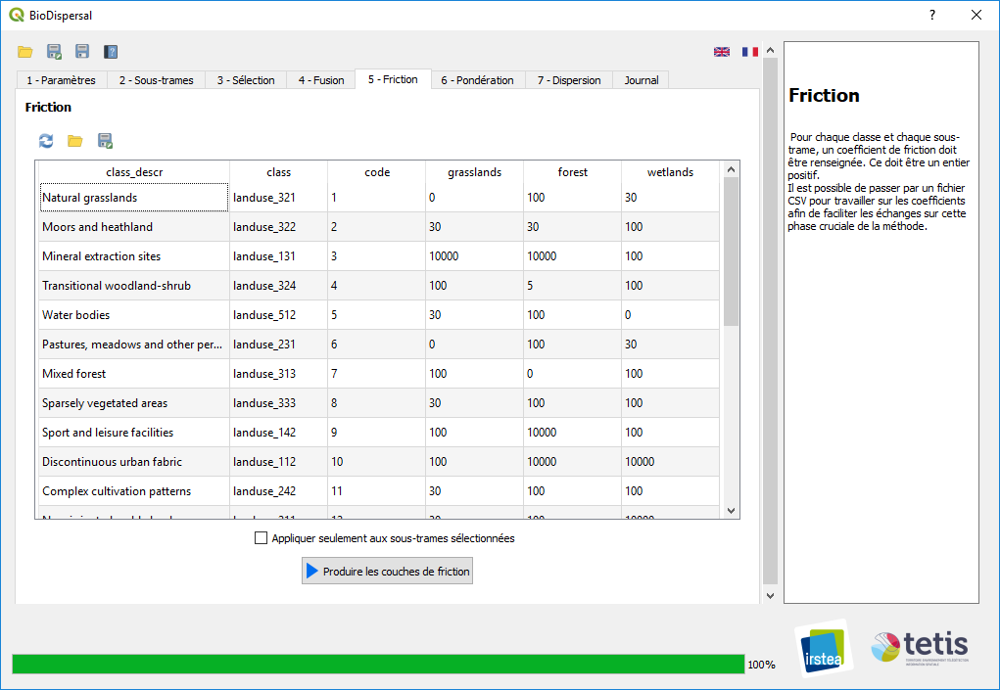 BioDispersal
?
1 - Paramètres 2 - Sous-trames 3 - Sélection 4 - Fusion 5 - Friction 6 - Pondération 7 - Dispersion Journal
Friction
class_descr class code grasslands forest wetlands
Natural grasslands landuse_321 1 0 100 30
Moors and heathland landuse_322 2 30 30 100
Mineral extraction sites landuse_131 3 10000 10000 100
Transitional woodland-shrub landuse_324 4 100 5 100
Water bodies landuse_512 5 30 100 0
Pastures, meadows and other per... landuse_231 6 0 100 30
Mixed forest landuse_313 7 100 0 100
Sparsely vegetated areas landuse_333 8 30 100 100
Sport and leisure facilities landuse_142 9 100 10000 100
Discontinuous urban fabric landuse_112 10 100 10000 10000
Complex cultivation patterns landuse_242 11 30 100 100
Appliquer seulement aux sous-trames sélectionnées
Produire les couches de friction
Friction
Pour chaque classe et chaque sous-
trame, un coefficient de friction doit
être renseignée. Ce doit être un entier
positif.
Il est possible de passer par un fichier
CSV pour travailler sur les coefficients
afin de faciliter les échanges sur cette
phase cruciale de la méthode.
100%
irstea
tetis